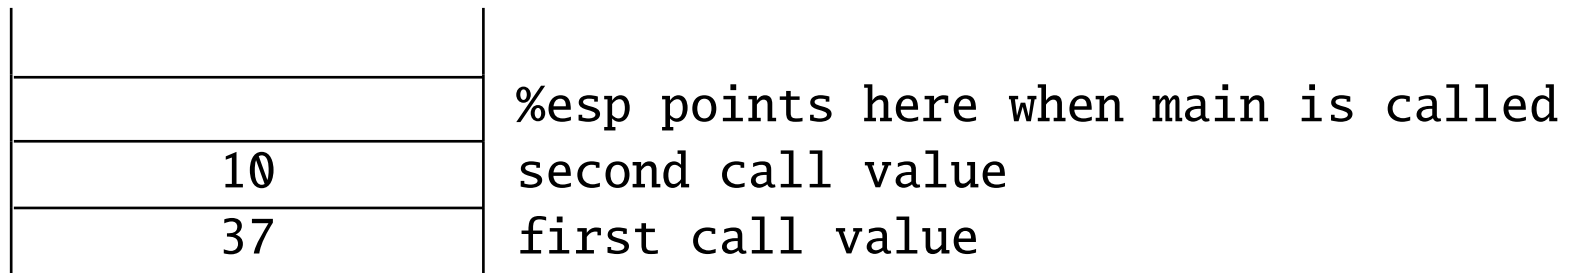 %esp points here when main is called
10 second call value
37 first call value